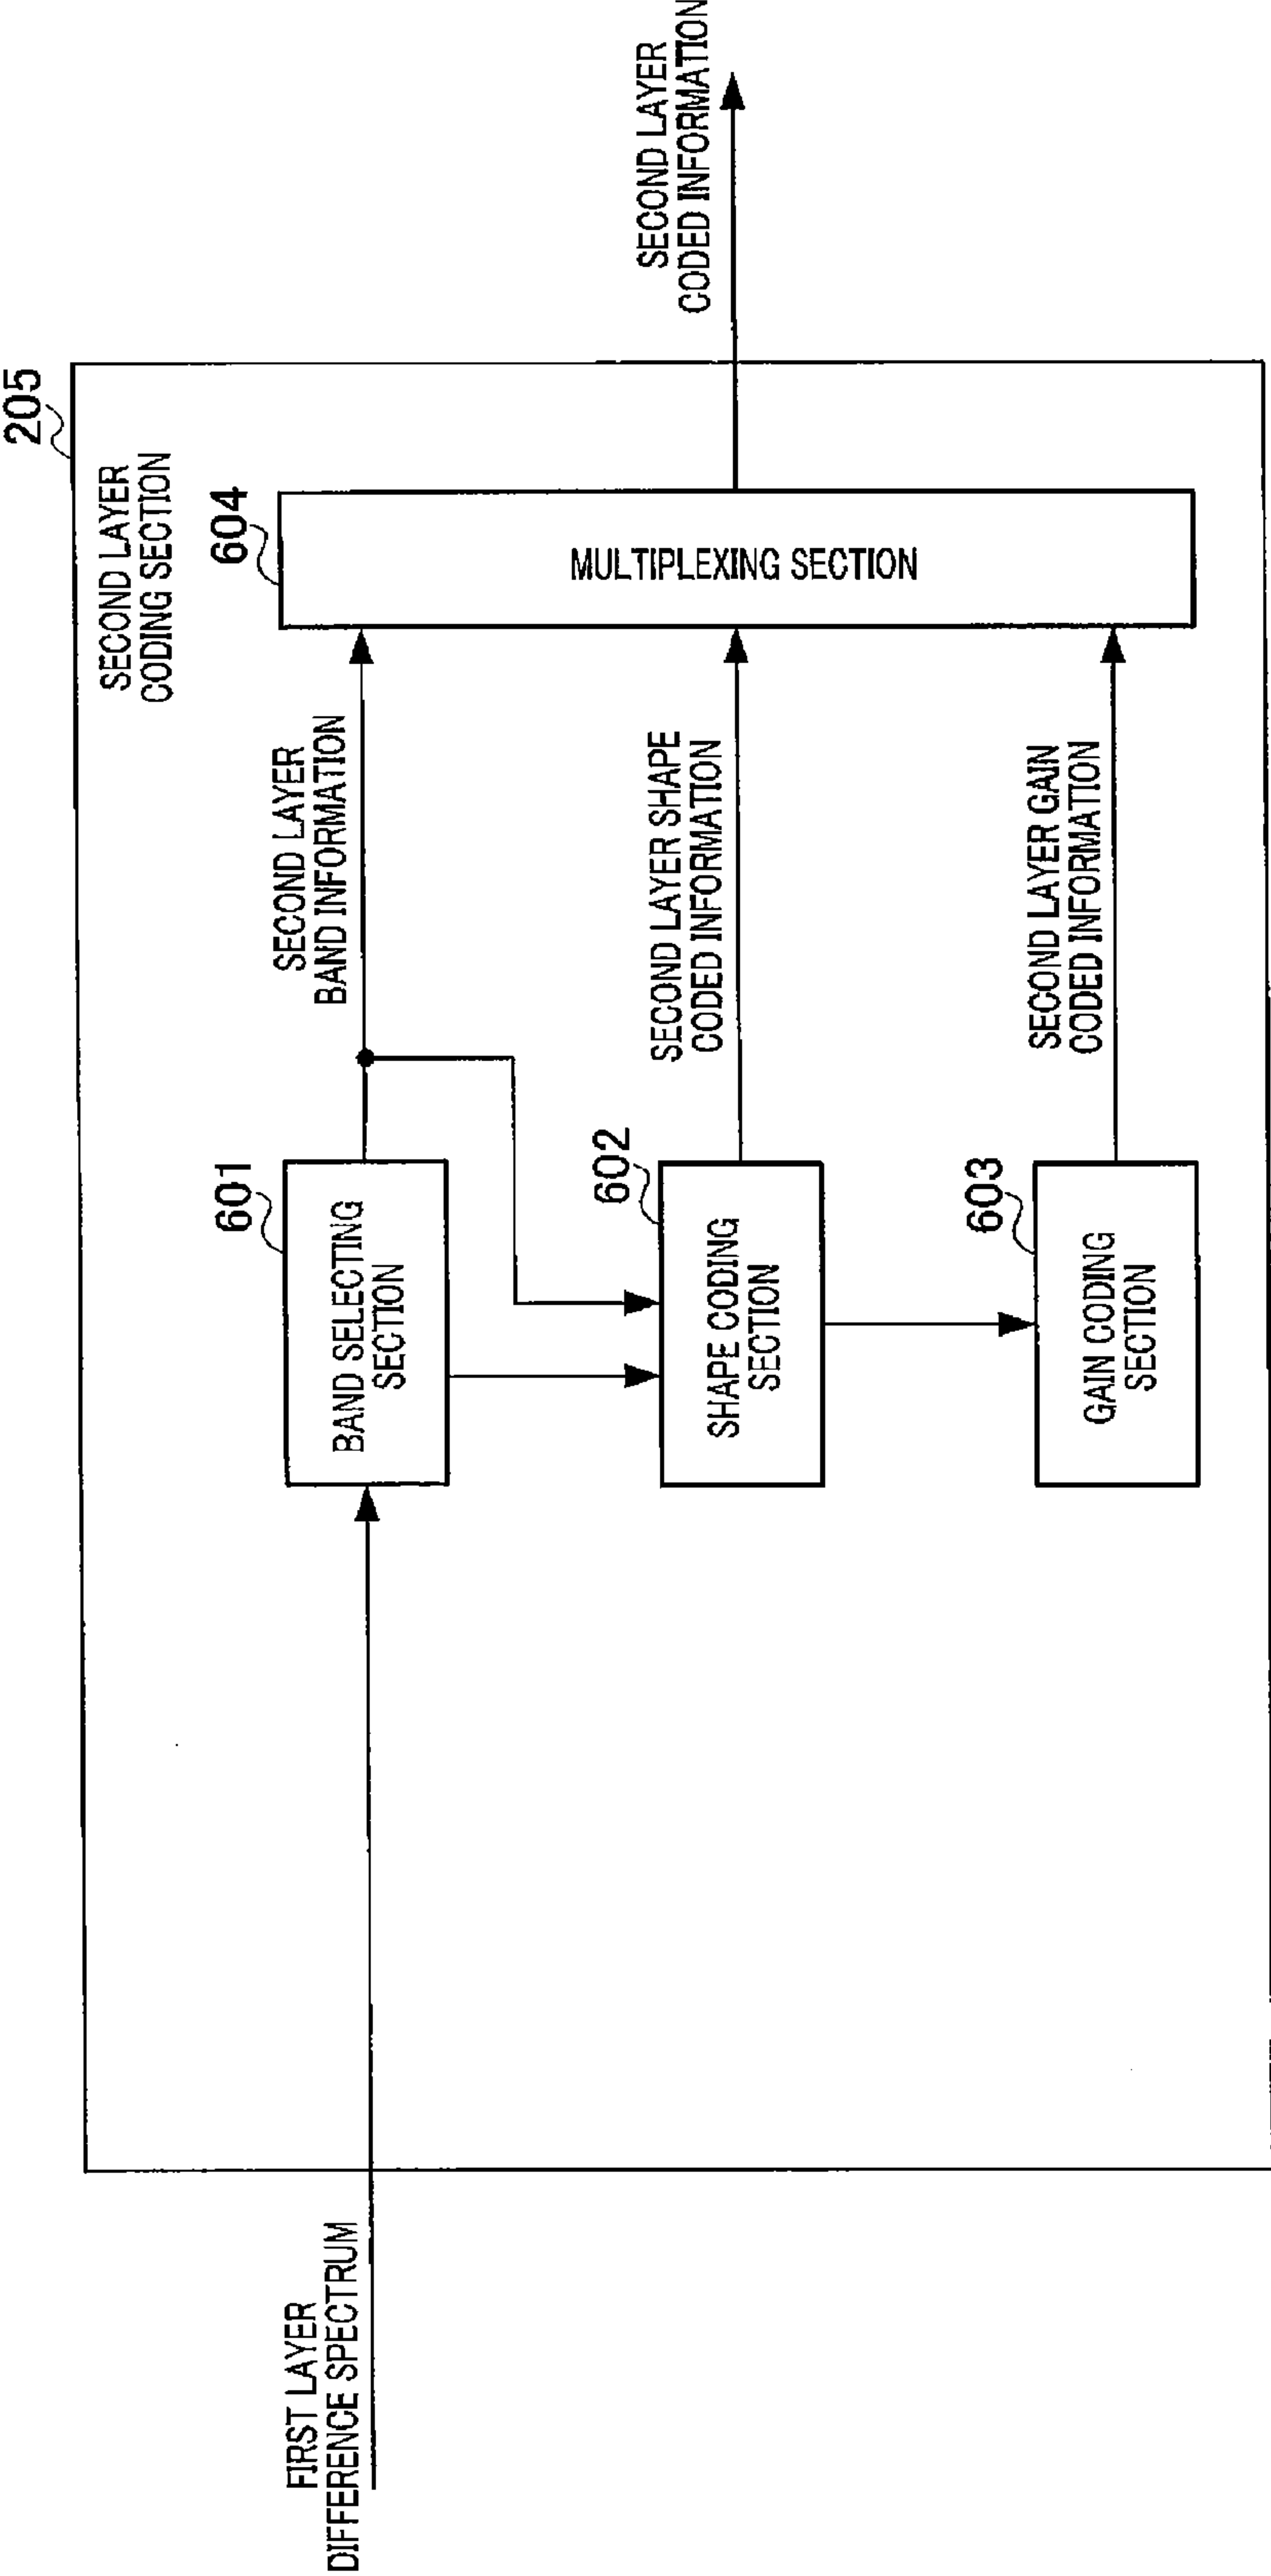 205
SECOND LAYER
CODING SECTION
604
MULTIPLEXING SECTION
SECOND LAYER
CODED INFORMATION
SECOND LAYER
BAND INFORMATION
SECOND LAYER SHAPE
CODED INFORMATION
SECOND LAYER GAIN
CODED INFORMATION
601
BAND SELECTING
SECTION
602
SHAPE CODING
SECTION
603
GAIN CODING
SECTION
FIRST LAYER
DIFFERENCE SPECTRUM